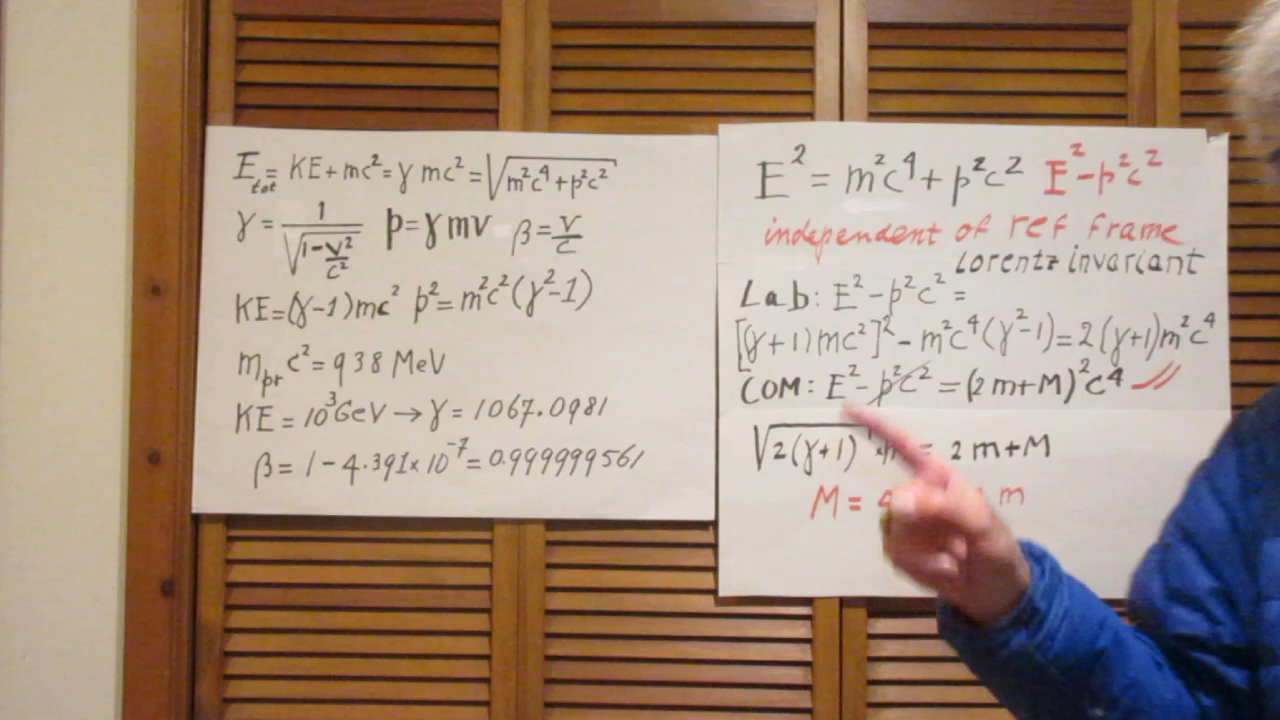 E_tot = KE + mc² = γ mc² = √(m²c⁴ + p²c²)
γ = 1/√(1 - v²/c²) p = γmv β = v/c
KE = (γ-1)mc² p² = m²c²(γ²-1)
m_pr c² = 938 MeV
KE = 10³ GeV → γ = 1067.0981
β = 1 - 4.391 × 10⁻⁷ = 0.999999561
E² = m²c⁴ + p²c² E² - p²c²
independent of ref frame
Lorentz invariant
Lab: E² - p²c² =
[(γ+1)mc²]² - m²c⁴(γ²-1) = 2(γ+1)m²c⁴
COM: E² - p²c² = (2m+M)²c⁴
√2(γ+1) = 2m+M
M = m